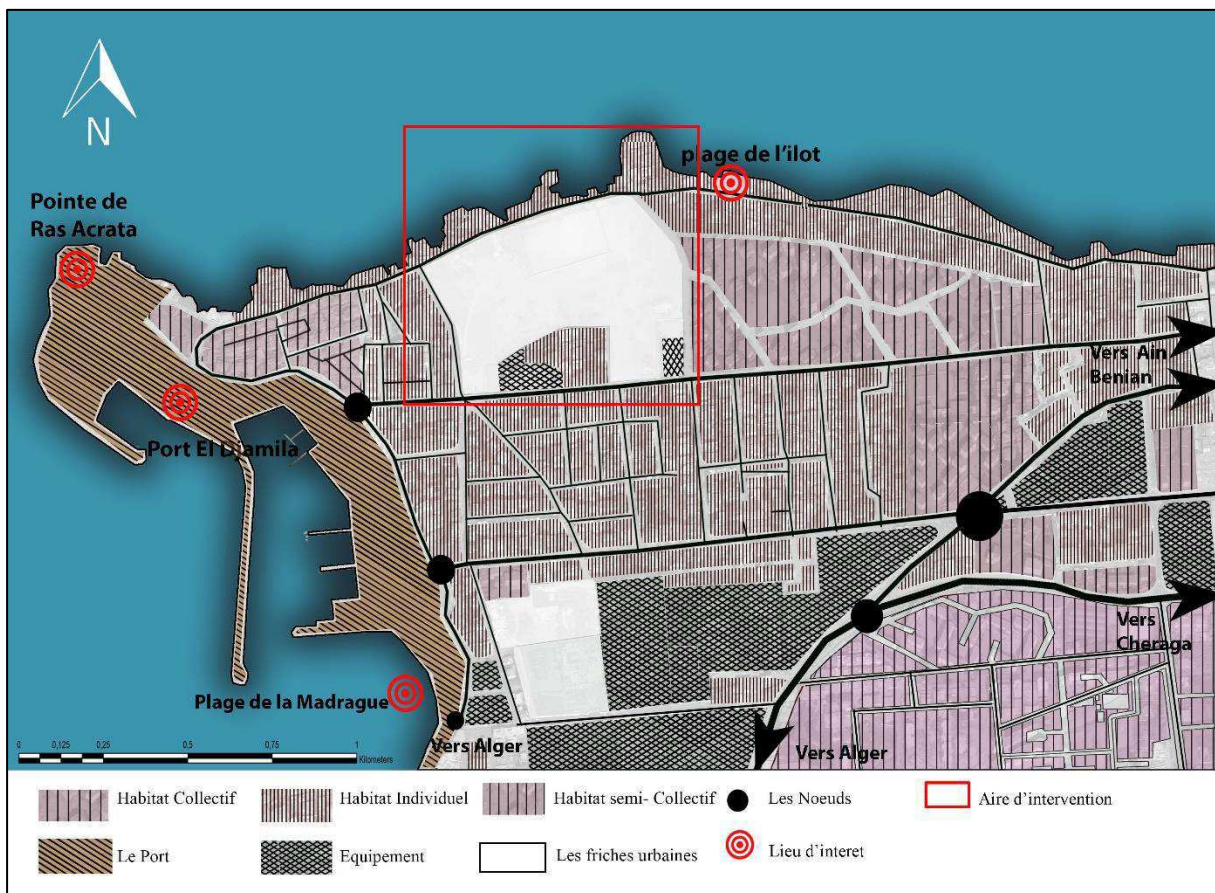 N
plage de l'ilot
Pointe de
Ras Acrata
Vers Ain
Benian
Port El Djamila
Vers
Cheraga
Plage de la Madrague
Vers Alger
Vers Alger
0 0,125 0,25 0,5 0,75 1
Kilometers
Habitat Collectif
Habitat Individuel
Habitat semi- Collectif
Les Noeuds
Aire d'intervention
Le Port
Equipement
Les friches urbaines
Lieu d'interet